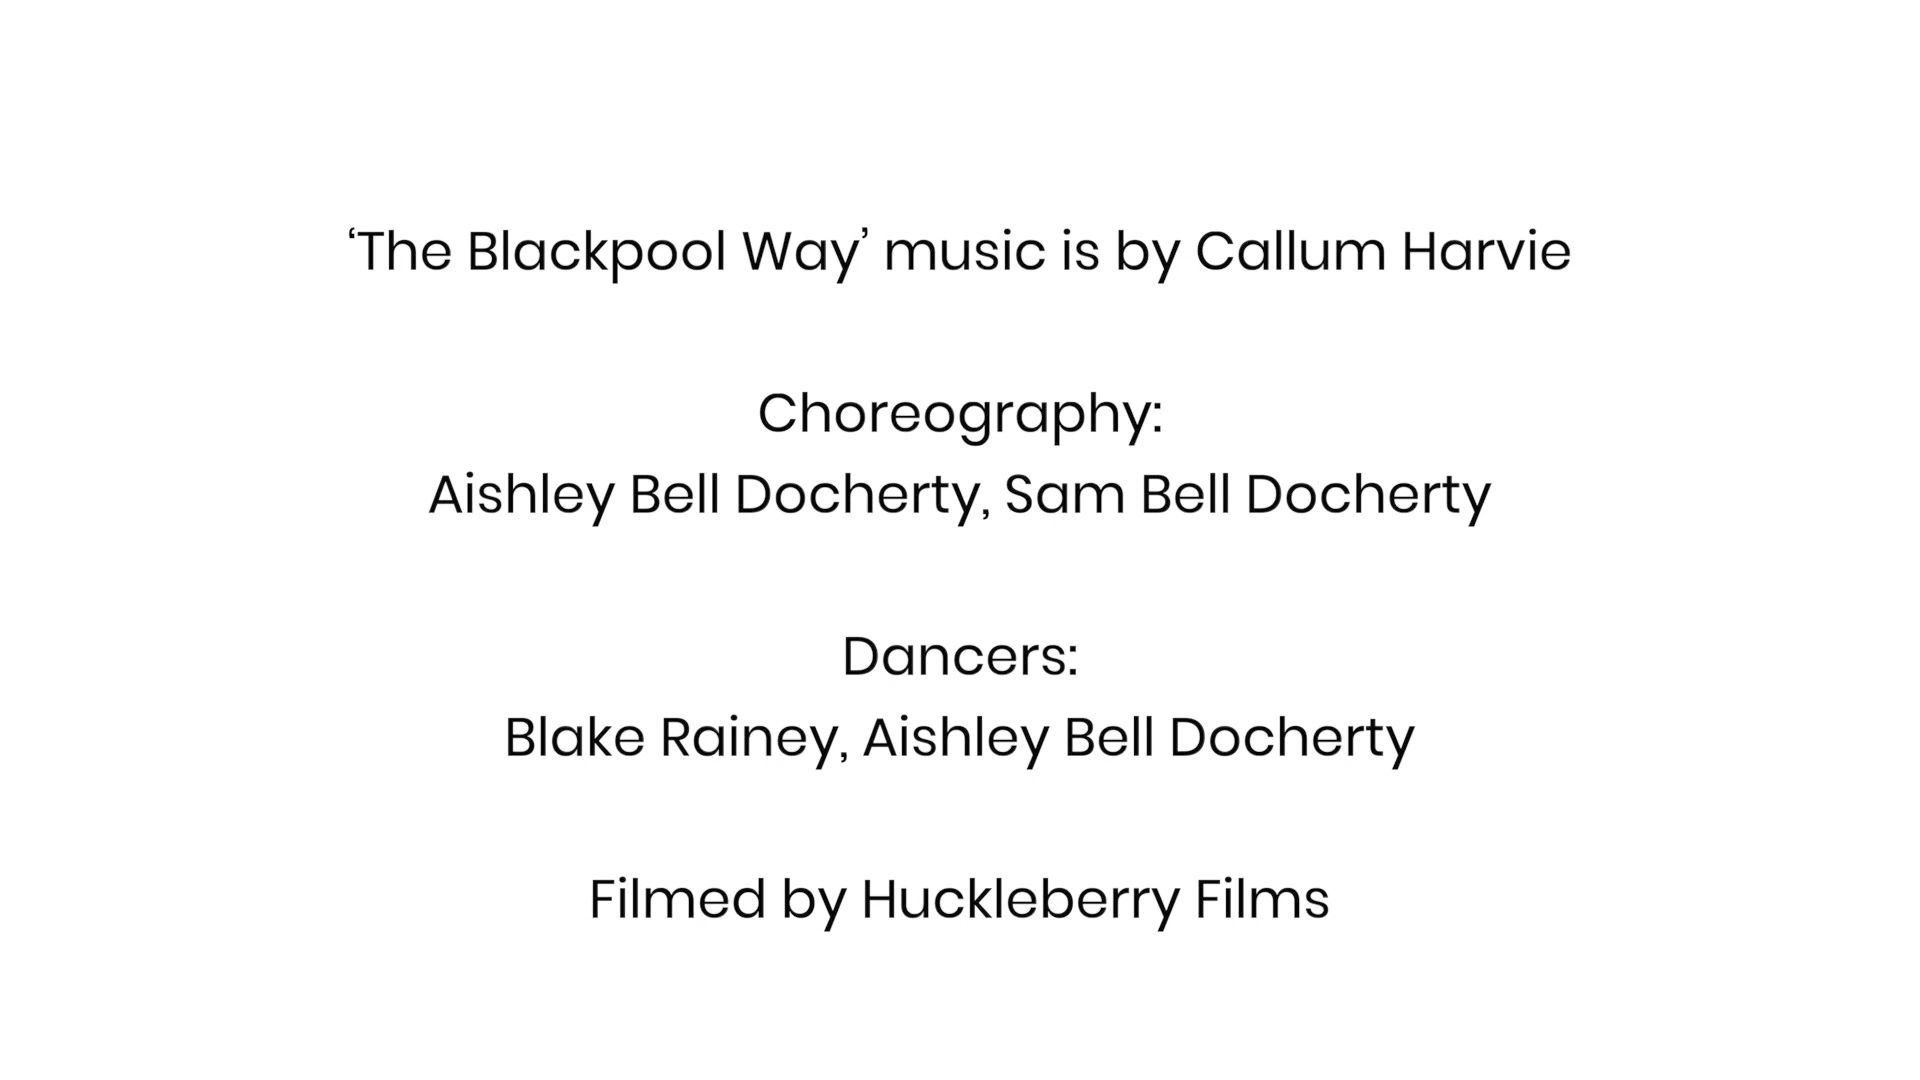 ‘The Blackpool Way’ music is by Callum Harvie
Choreography:
Aishley Bell Docherty, Sam Bell Docherty
Dancers:
Blake Rainey, Aishley Bell Docherty
Filmed by Huckleberry Films